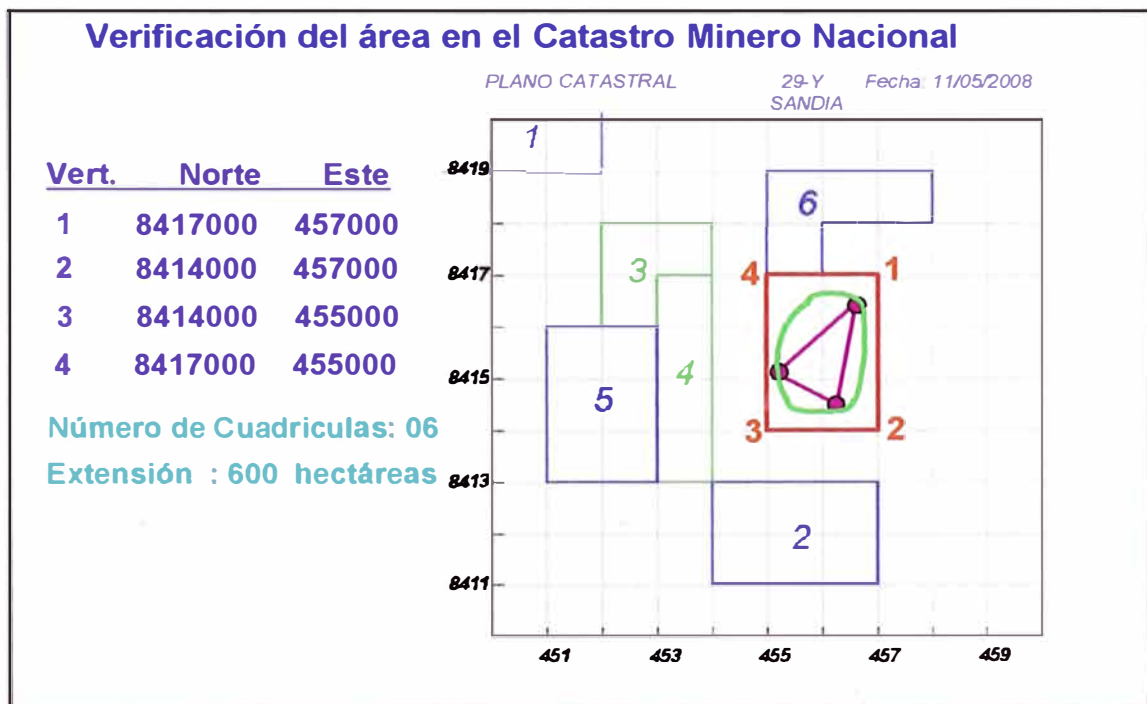 Verificación del área en el Catastro Minero Nacional
PLANO CATASTRAL 29-Y Fecha: 11/05/2008
SANDIA
Vert. Norte Este
1 8417000 457000
2 8414000 457000
3 8414000 455000
4 8417000 455000
Número de Cuadriculas: 06
Extensión : 600 hectáreas
1
8419
6
3
8417
4 1
8415
5
4
3 2
8413
2
8411
451 453 455 457 459